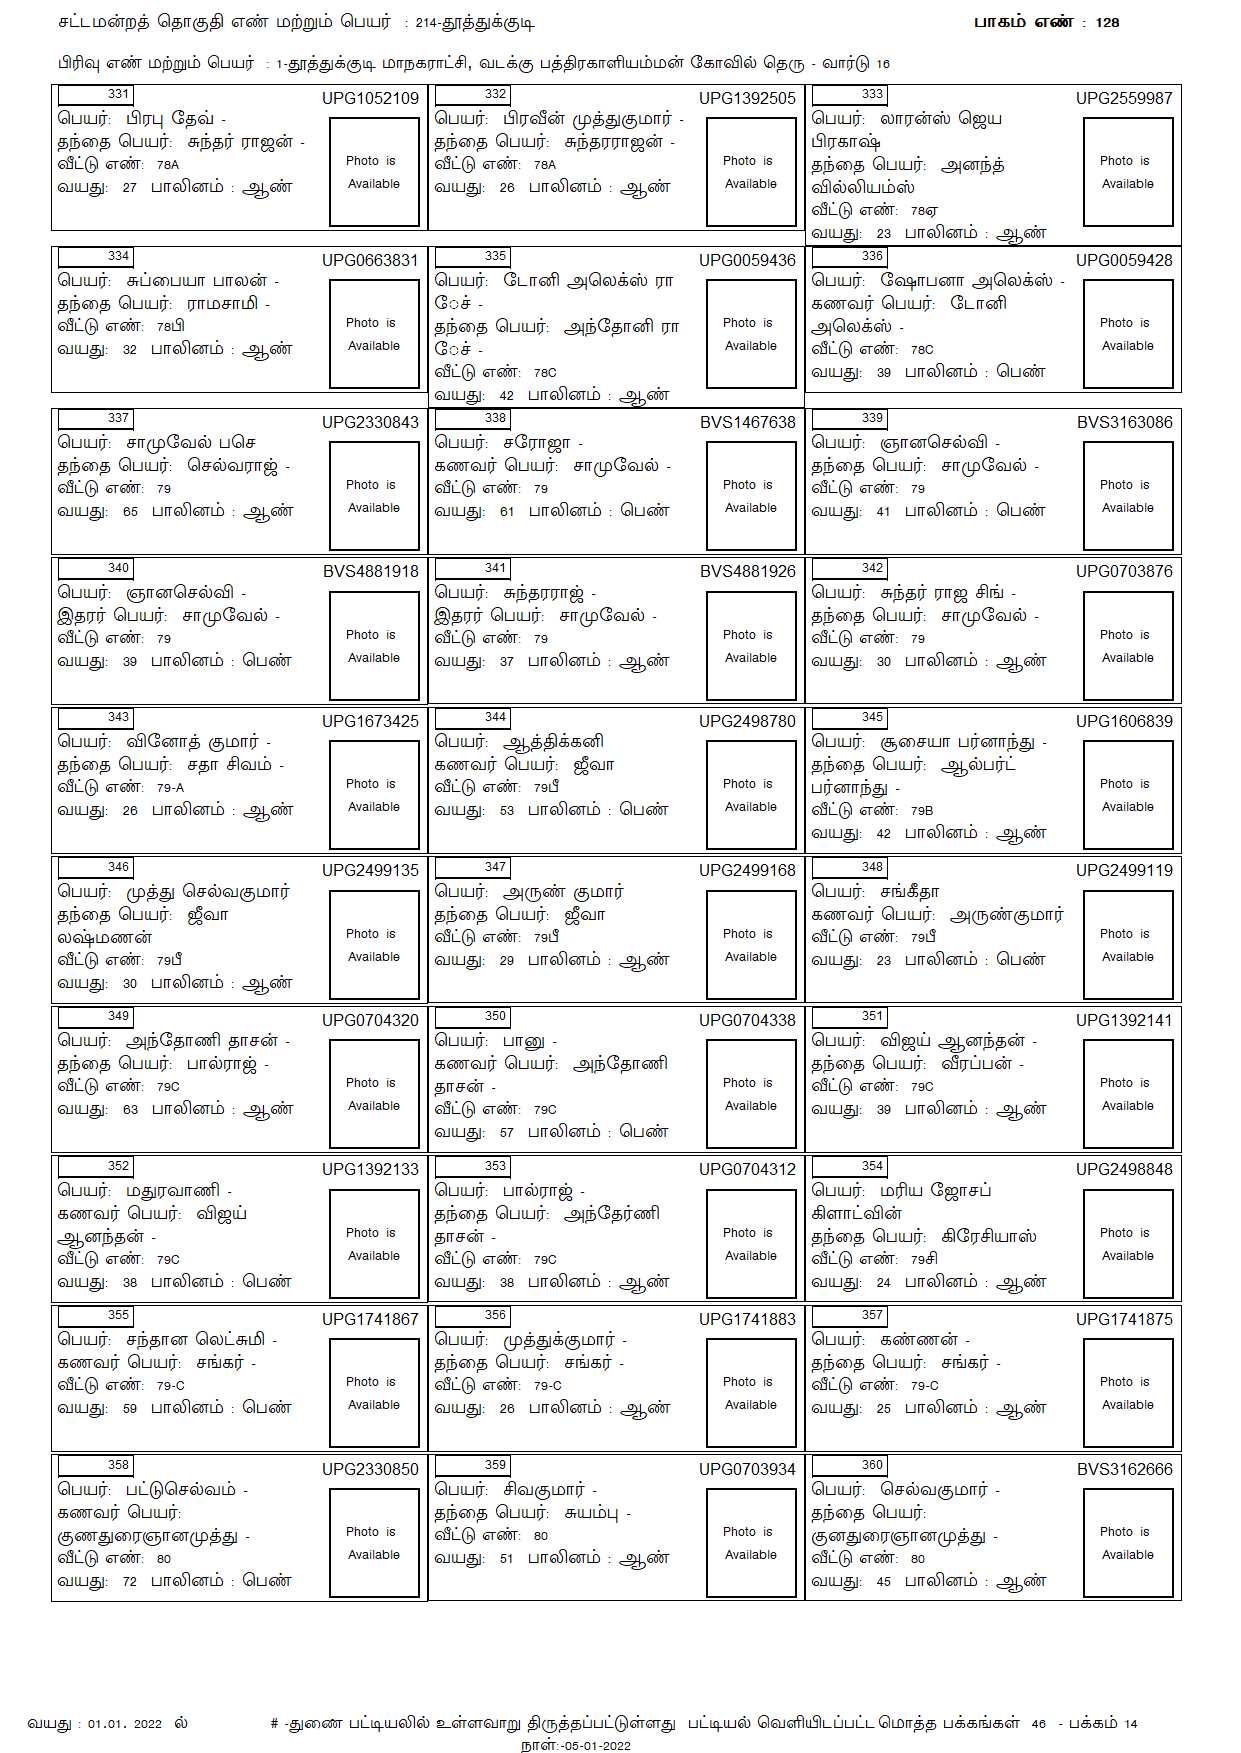 சட்டமன்றத் தொகுதி எண் மற்றும் பெயர் : 214-தூத்துக்குடி பாகம் எண் : 128
பிரிவு எண் மற்றும் பெயர் : 1-தூத்துக்குடி மாநகராட்சி, வடக்கு பத்திரகாளியம்மன் கோவில் தெரு - வார்டு 16
331 UPG1052109
பெயர்: பிரபு தேவ் -
தந்தை பெயர்: சுந்தர் ராஜன் -
வீட்டு எண்: 78A
வயது: 27 பாலினம் : ஆண்
Photo is
Available
332 UPG1392505
பெயர்: பிரவீன் முத்துகுமார் -
தந்தை பெயர்: சுந்தரராஜன் -
வீட்டு எண்: 78A
வயது: 26 பாலினம் : ஆண்
Photo is
Available
333 UPG2559987
பெயர்: லாரன்ஸ் ஜெய
பிரகாஷ்
தந்தை பெயர்: அனந்த்
வில்லியம்ஸ்
வீட்டு எண்: 78ஏ
வயது: 23 பாலினம் : ஆண்
Photo is
Available
334 UPG0663831
பெயர்: சுப்பையா பாலன் -
தந்தை பெயர்: ராமசாமி -
வீட்டு எண்: 78பி
வயது: 32 பாலினம் : ஆண்
Photo is
Available
335 UPG0059436
பெயர்: டோனி அலெக்ஸ் ரா
ேச் -
தந்தை பெயர்: அந்தோனி ரா
ேச் -
வீட்டு எண்: 78C
வயது: 42 பாலினம் : ஆண்
Photo is
Available
336 UPG0059428
பெயர்: ஷோபனா அலெக்ஸ் -
கணவர் பெயர்: டோனி
அலெக்ஸ் -
வீட்டு எண்: 78C
வயது: 39 பாலினம் : பெண்
Photo is
Available
337 UPG2330843
பெயர்: சாமுவேல் பசெ
தந்தை பெயர்: செல்வராஜ் -
வீட்டு எண்: 79
வயது: 65 பாலினம் : ஆண்
Photo is
Available
338 BVS1467638
பெயர்: சரோஜா -
கணவர் பெயர்: சாமுவேல் -
வீட்டு எண்: 79
வயது: 61 பாலினம் : பெண்
Photo is
Available
339 BVS3163086
பெயர்: ஞானசெல்வி -
தந்தை பெயர்: சாமுவேல் -
வீட்டு எண்: 79
வயது: 41 பாலினம் : பெண்
Photo is
Available
340 BVS4881918
பெயர்: ஞானசெல்வி -
இதரர் பெயர்: சாமுவேல் -
வீட்டு எண்: 79
வயது: 39 பாலினம் : பெண்
Photo is
Available
341 BVS4881926
பெயர்: சுந்தரராஜ் -
இதரர் பெயர்: சாமுவேல் -
வீட்டு எண்: 79
வயது: 37 பாலினம் : ஆண்
Photo is
Available
342 UPG0703876
பெயர்: சுந்தர் ராஜ சிங் -
தந்தை பெயர்: சாமுவேல் -
வீட்டு எண்: 79
வயது: 30 பாலினம் : ஆண்
Photo is
Available
343 UPG1673425
பெயர்: வினோத் குமார் -
தந்தை பெயர்: சதா சிவம் -
வீட்டு எண்: 79-A
வயது: 26 பாலினம் : ஆண்
Photo is
Available
344 UPG2498780
பெயர்: ஆத்திக்கனி
கணவர் பெயர்: ஜீவா
வீட்டு எண்: 79பீ
வயது: 53 பாலினம் : பெண்
Photo is
Available
345 UPG1606839
பெயர்: சூசையா பர்னாந்து -
தந்தை பெயர்: ஆல்பர்ட்
பர்னாந்து -
வீட்டு எண்: 79B
வயது: 42 பாலினம் : ஆண்
Photo is
Available
346 UPG2499135
பெயர்: முத்து செல்வகுமார்
தந்தை பெயர்: ஜீவா
லஷ்மணன்
வீட்டு எண்: 79பீ
வயது: 30 பாலினம் : ஆண்
Photo is
Available
347 UPG2499168
பெயர்: அருண் குமார்
தந்தை பெயர்: ஜீவா
வீட்டு எண்: 79பீ
வயது: 29 பாலினம் : ஆண்
Photo is
Available
348 UPG2499119
பெயர்: சங்கீதா
கணவர் பெயர்: அருண்குமார்
வீட்டு எண்: 79பீ
வயது: 23 பாலினம் : பெண்
Photo is
Available
349 UPG0704320
பெயர்: அந்தோணி தாசன் -
தந்தை பெயர்: பால்ராஜ் -
வீட்டு எண்: 79C
வயது: 63 பாலினம் : ஆண்
Photo is
Available
350 UPG0704338
பெயர்: பானு -
கணவர் பெயர்: அந்தோணி
தாசன் -
வீட்டு எண்: 79C
வயது: 57 பாலினம் : பெண்
Photo is
Available
351 UPG1392141
பெயர்: விஜய் ஆனந்தன் -
தந்தை பெயர்: வீரப்பன் -
வீட்டு எண்: 79C
வயது: 39 பாலினம் : ஆண்
Photo is
Available
352 UPG1392133
பெயர்: மதுரவாணி -
கணவர் பெயர்: விஜய்
ஆனந்தன் -
வீட்டு எண்: 79C
வயது: 38 பாலினம் : பெண்
Photo is
Available
353 UPG0704312
பெயர்: பால்ராஜ் -
தந்தை பெயர்: அந்தேர்ணி
தாசன் -
வீட்டு எண்: 79C
வயது: 38 பாலினம் : ஆண்
Photo is
Available
354 UPG2498848
பெயர்: மரிய ஜோசப்
கிளாட்வின்
தந்தை பெயர்: கிரேசியாஸ்
வீட்டு எண்: 79சி
வயது: 24 பாலினம் : ஆண்
Photo is
Available
355 UPG1741867
பெயர்: சந்தான லெட்சுமி -
கணவர் பெயர்: சங்கர் -
வீட்டு எண்: 79-C
வயது: 59 பாலினம் : பெண்
Photo is
Available
356 UPG1741883
பெயர்: முத்துக்குமார் -
தந்தை பெயர்: சங்கர் -
வீட்டு எண்: 79-C
வயது: 26 பாலினம் : ஆண்
Photo is
Available
357 UPG1741875
பெயர்: கண்ணன் -
தந்தை பெயர்: சங்கர் -
வீட்டு எண்: 79-C
வயது: 25 பாலினம் : ஆண்
Photo is
Available
358 UPG2330850
பெயர்: பட்டுசெல்வம் -
கணவர் பெயர்:
குணதுரைஞானமுத்து -
வீட்டு எண்: 80
வயது: 72 பாலினம் : பெண்
Photo is
Available
359 UPG0703934
பெயர்: சிவகுமார் -
தந்தை பெயர்: சுயம்பு -
வீட்டு எண்: 80
வயது: 51 பாலினம் : ஆண்
Photo is
Available
360 BVS3162666
பெயர்: செல்வகுமார் -
தந்தை பெயர்:
குனதுரைஞானமுத்து -
வீட்டு எண்: 80
வயது: 45 பாலினம் : ஆண்
Photo is
Available
வயது : 01.01. 2022 ல் # -துணை பட்டியலில் உள்ளவாறு திருத்தப்பட்டுள்ளது பட்டியல் வெளியிடப்பட்ட மொத்த பக்கங்கள் 46 - பக்கம் 14
நாள்:-05-01-2022